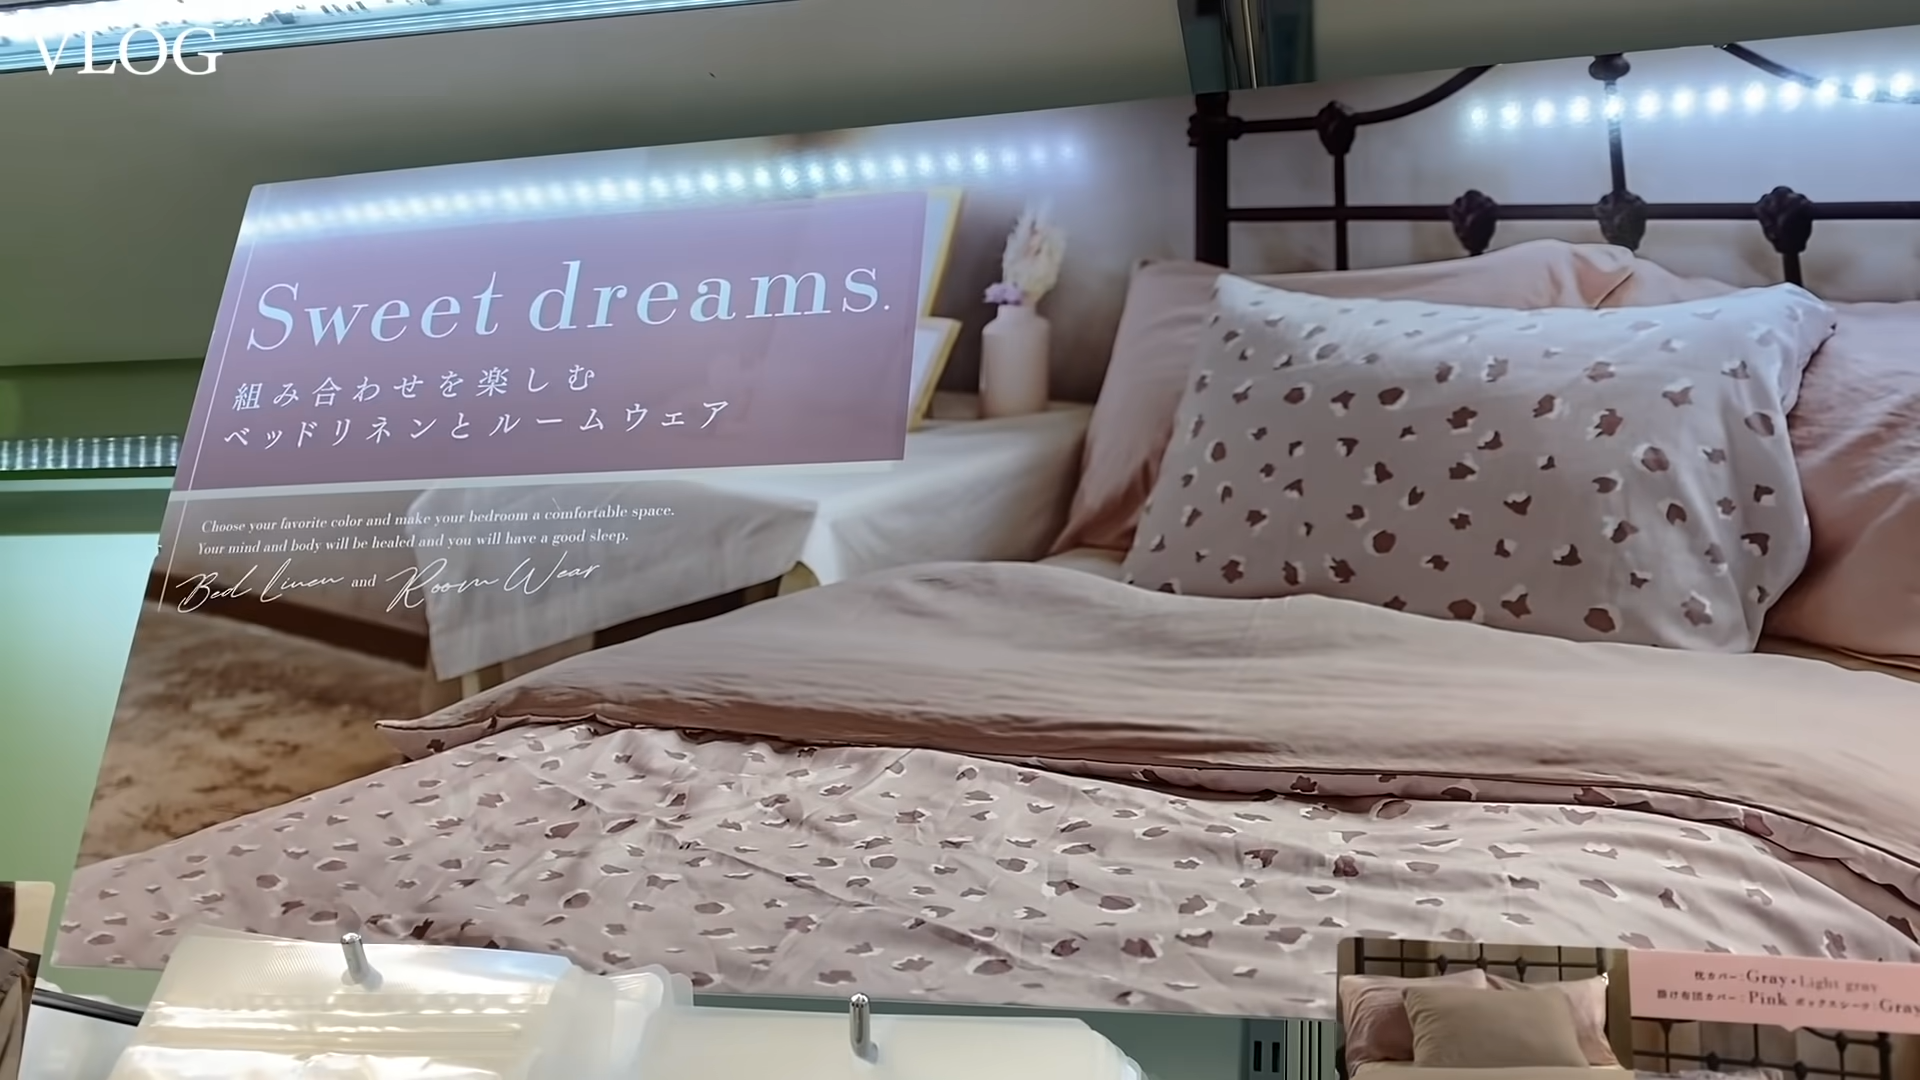 VLOG
Sweet dreams.
組み合わせを楽しむ
ベッドリネンとルームウェア
Choose your favorite color and make your bedroom a comfortable space.
Your mind and body will be healed and you will have a good sleep.
Bed Linen and Room Wear
枕カバー:Gray・Light gray
掛け布団カバー:Pink ボックスシーツ:Gray